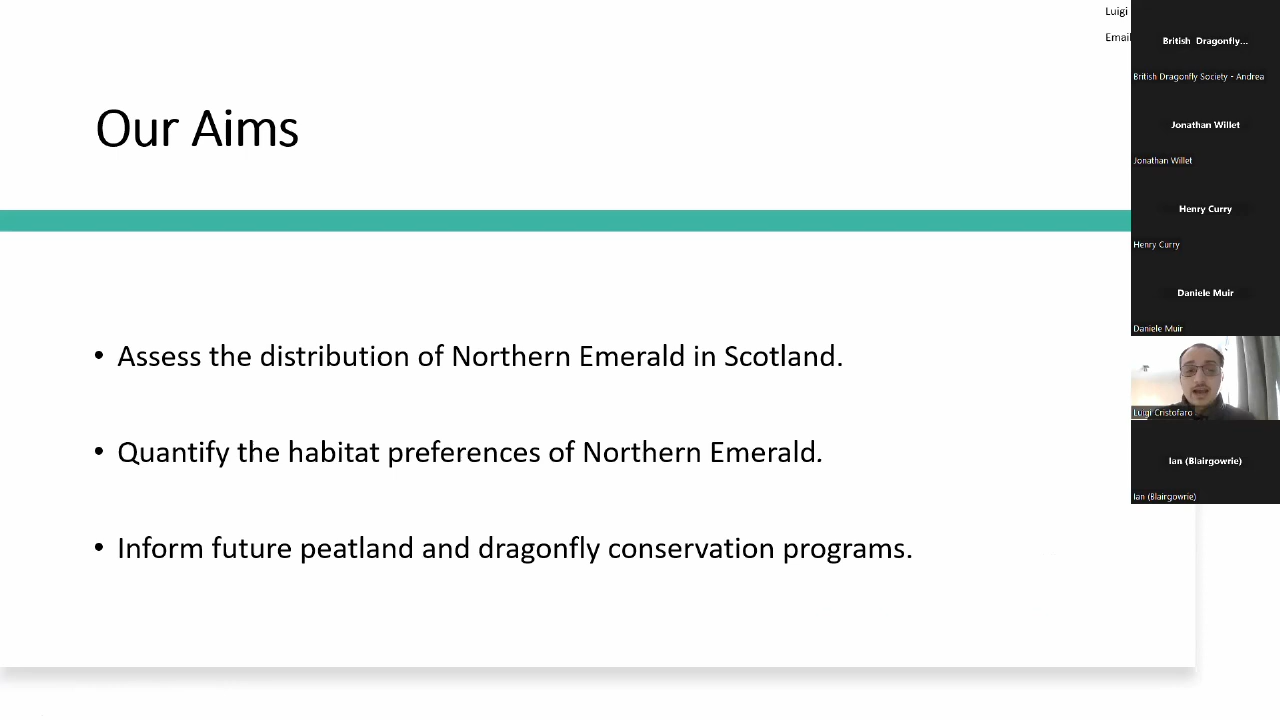 Luigi
Email
Our Aims
• Assess the distribution of Northern Emerald in Scotland.
• Quantify the habitat preferences of Northern Emerald.
• Inform future peatland and dragonfly conservation programs.
British Dragonfly...
British Dragonfly Society - Andrea
Jonathan Willet
Jonathan Willet
Henry Curry
Henry Curry
Daniele Muir
Daniele Muir
Luigi Cristofaro
Ian (Blairgowrie)
Ian (Blairgowrie)